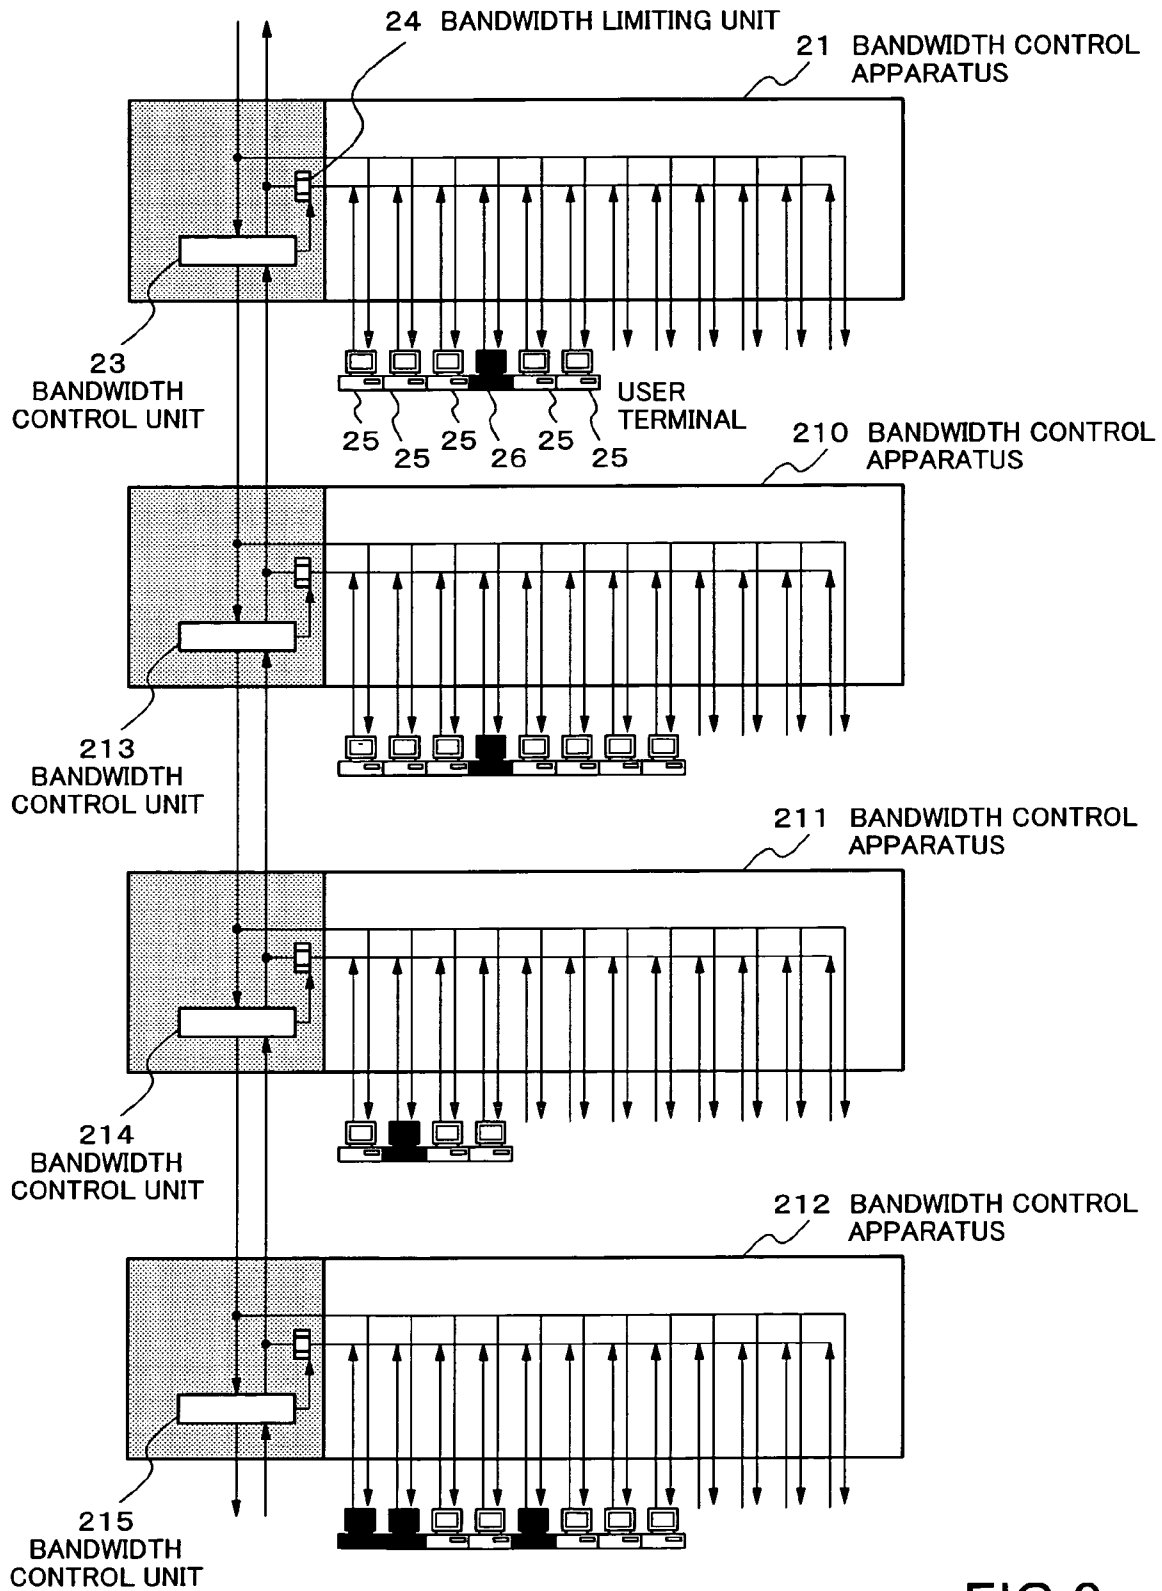 24 BANDWIDTH LIMITING UNIT
21 BANDWIDTH CONTROL
APPARATUS
23
BANDWIDTH
CONTROL UNIT
USER
TERMINAL
25 25 25 26 25 25
210 BANDWIDTH CONTROL
APPARATUS
213
BANDWIDTH
CONTROL UNIT
211 BANDWIDTH CONTROL
APPARATUS
214
BANDWIDTH
CONTROL UNIT
212 BANDWIDTH CONTROL
APPARATUS
215
BANDWIDTH
CONTROL UNIT